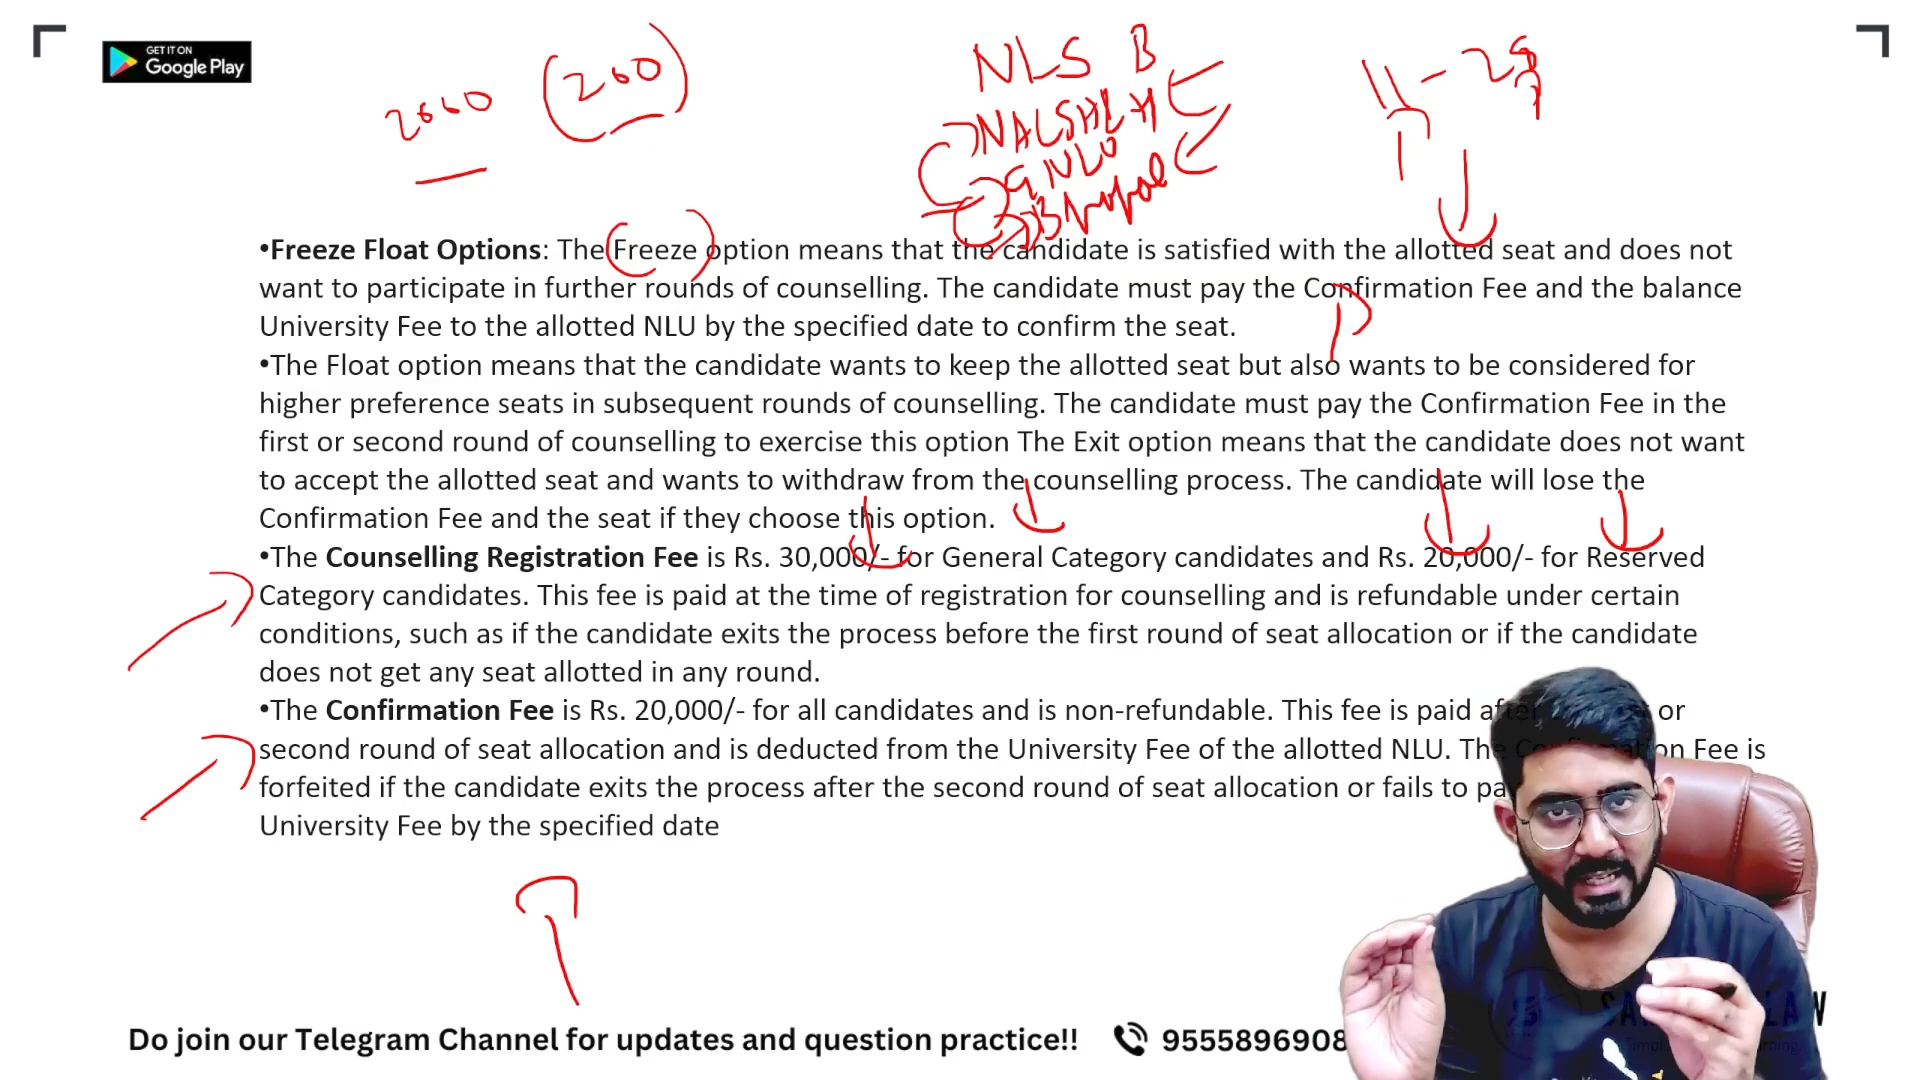 GET IT ON
Google Play
2000 (200)
NLS B
NALSAR H
GNLU
Bhopal
•Freeze Float Options: The Freeze option means that the candidate is satisfied with the allotted seat and does not
want to participate in further rounds of counselling. The candidate must pay the Confirmation Fee and the balance
University Fee to the allotted NLU by the specified date to confirm the seat.
•The Float option means that the candidate wants to keep the allotted seat but also wants to be considered for
higher preference seats in subsequent rounds of counselling. The candidate must pay the Confirmation Fee in the
first or second round of counselling to exercise this option The Exit option means that the candidate does not want
to accept the allotted seat and wants to withdraw from the counselling process. The candidate will lose the
Confirmation Fee and the seat if they choose this option.
•The Counselling Registration Fee is Rs. 30,000/- for General Category candidates and Rs. 20,000/- for Reserved
Category candidates. This fee is paid at the time of registration for counselling and is refundable under certain
conditions, such as if the candidate exits the process before the first round of seat allocation or if the candidate
does not get any seat allotted in any round.
•The Confirmation Fee is Rs. 20,000/- for all candidates and is non-refundable. This fee is paid after or
second round of seat allocation and is deducted from the University Fee of the allotted NLU. The Confirmation Fee is
forfeited if the candidate exits the process after the second round of seat allocation or fails to
University Fee by the specified date
Do join our Telegram Channel for updates and question practice!! 9555896908